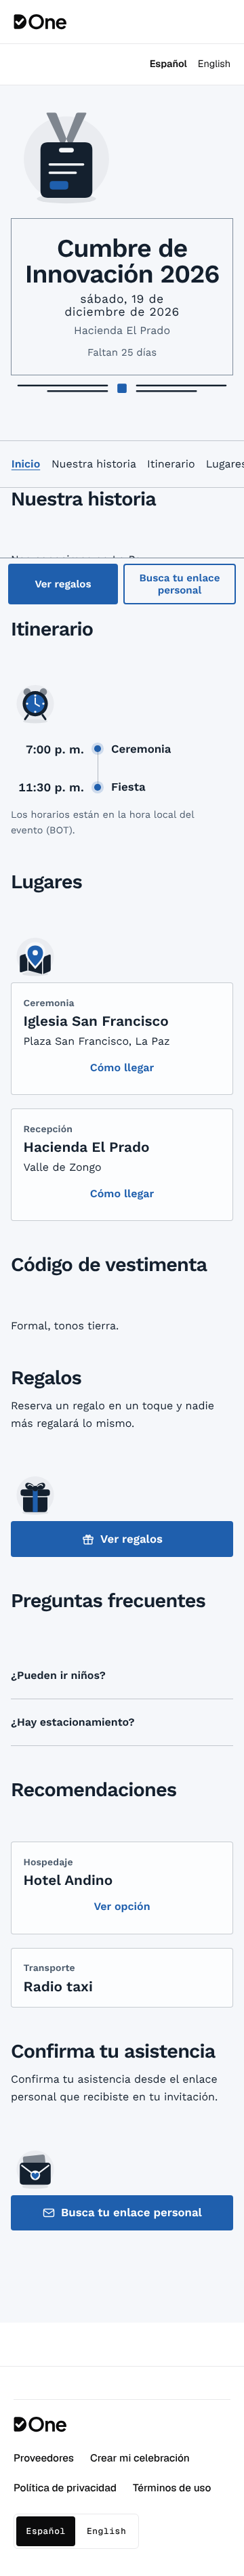 One
Español English
Cumbre de
Innovación 2026
sábado, 19 de
diciembre de 2026
Hacienda El Prado
Faltan 25 días
Inicio Nuestra historia Itinerario Lugares
Nuestra historia
Ver regalos
Busca tu enlace
personal
Itinerario
7:00 p. m. Ceremonia
11:30 p. m. Fiesta
Los horarios están en la hora local del
evento (BOT).
Lugares
Ceremonia
Iglesia San Francisco
Plaza San Francisco, La Paz
Cómo llegar
Recepción
Hacienda El Prado
Valle de Zongo
Cómo llegar
Código de vestimenta
Formal, tonos tierra.
Regalos
Reserva un regalo en un toque y nadie
más regalará lo mismo.
Ver regalos
Preguntas frecuentes
¿Pueden ir niños?
¿Hay estacionamiento?
Recomendaciones
Hospedaje
Hotel Andino
Ver opción
Transporte
Radio taxi
Confirma tu asistencia
Confirma tu asistencia desde el enlace
personal que recibiste en tu invitación.
Busca tu enlace personal
One
Proveedores Crear mi celebración
Política de privacidad Términos de uso
Español English